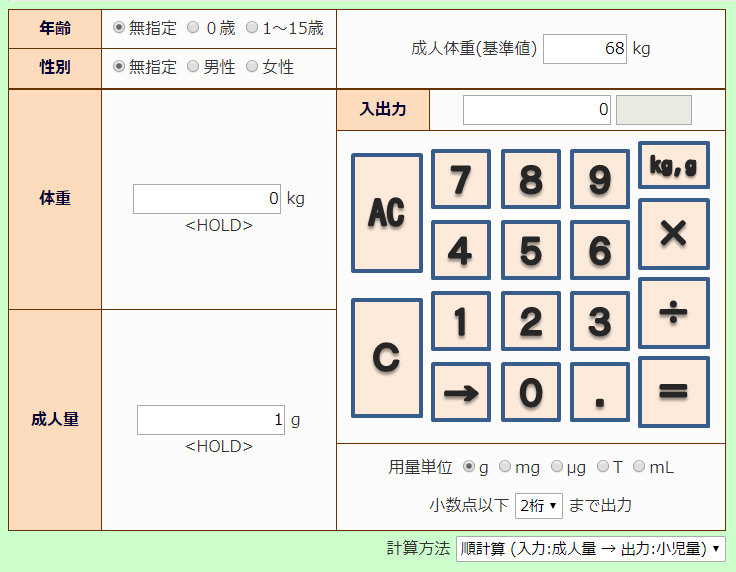 年齢 無指定 0歳 1～15歳
成人体重(基準値) 68 kg
性別 無指定 男性 女性
入出力 0
体重 0 kg
<HOLD>
AC 7 8 9 kg,g
4 5 6 ×
C 1 2 3 ÷
→ 0 . =
成人量 1 g
<HOLD>
用量単位 g mg μg T mL
小数点以下 2桁 まで出力
計算方法 順計算 (入力:成人量 → 出力:小児量)